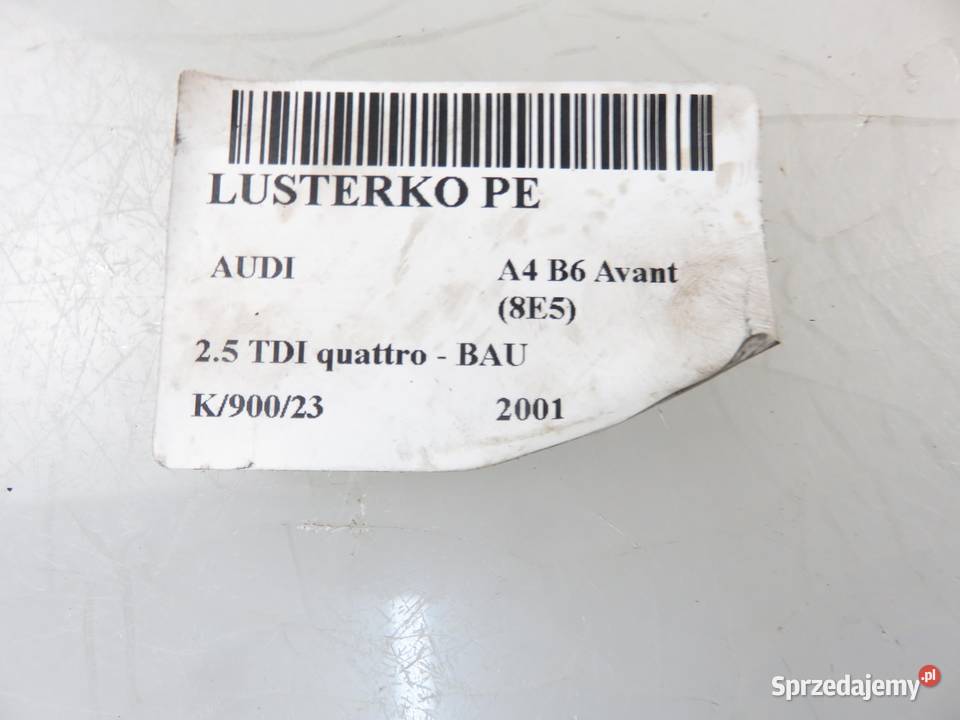 LUSTERKO PE
AUDI A4 B6 Avant
(8E5)
2.5 TDI quattro - BAU
K/900/23 2001
Sprzedajemy.pl